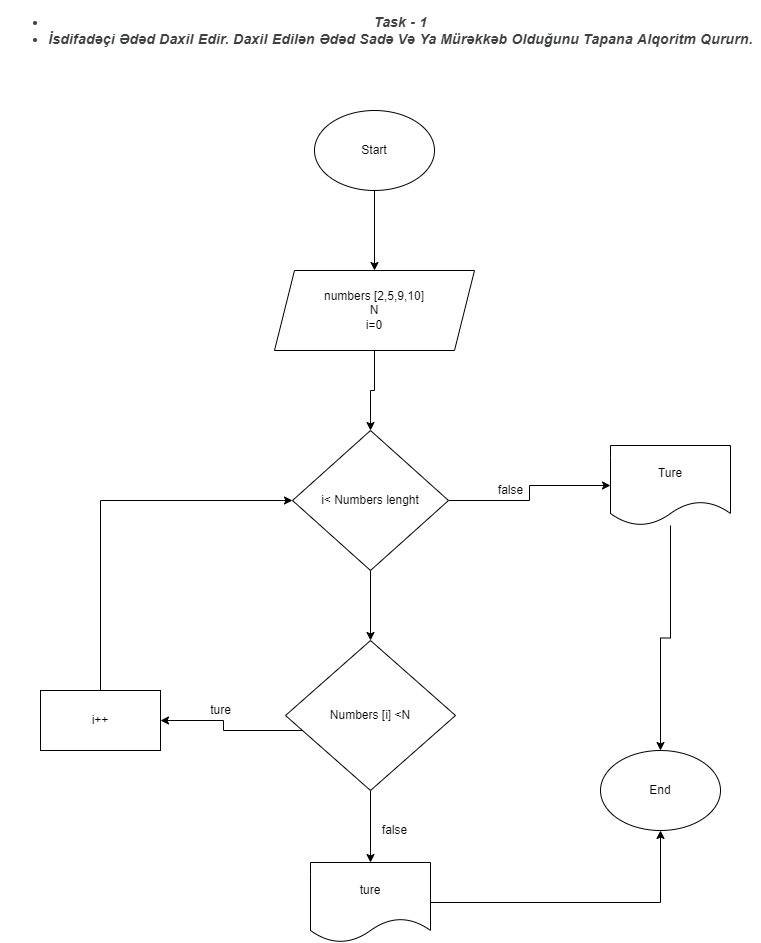 Task - 1
İsdifadəçi Ədəd Daxil Edir. Daxil Edilən Ədəd Sadə Və Ya Mürəkkəb Olduğunu Tapana Alqoritm Qururn.
Start
numbers [2,5,9,10]
N
i=0
i< Numbers lenght
false
Ture
Numbers [i] <N
ture
i++
false
ture
End